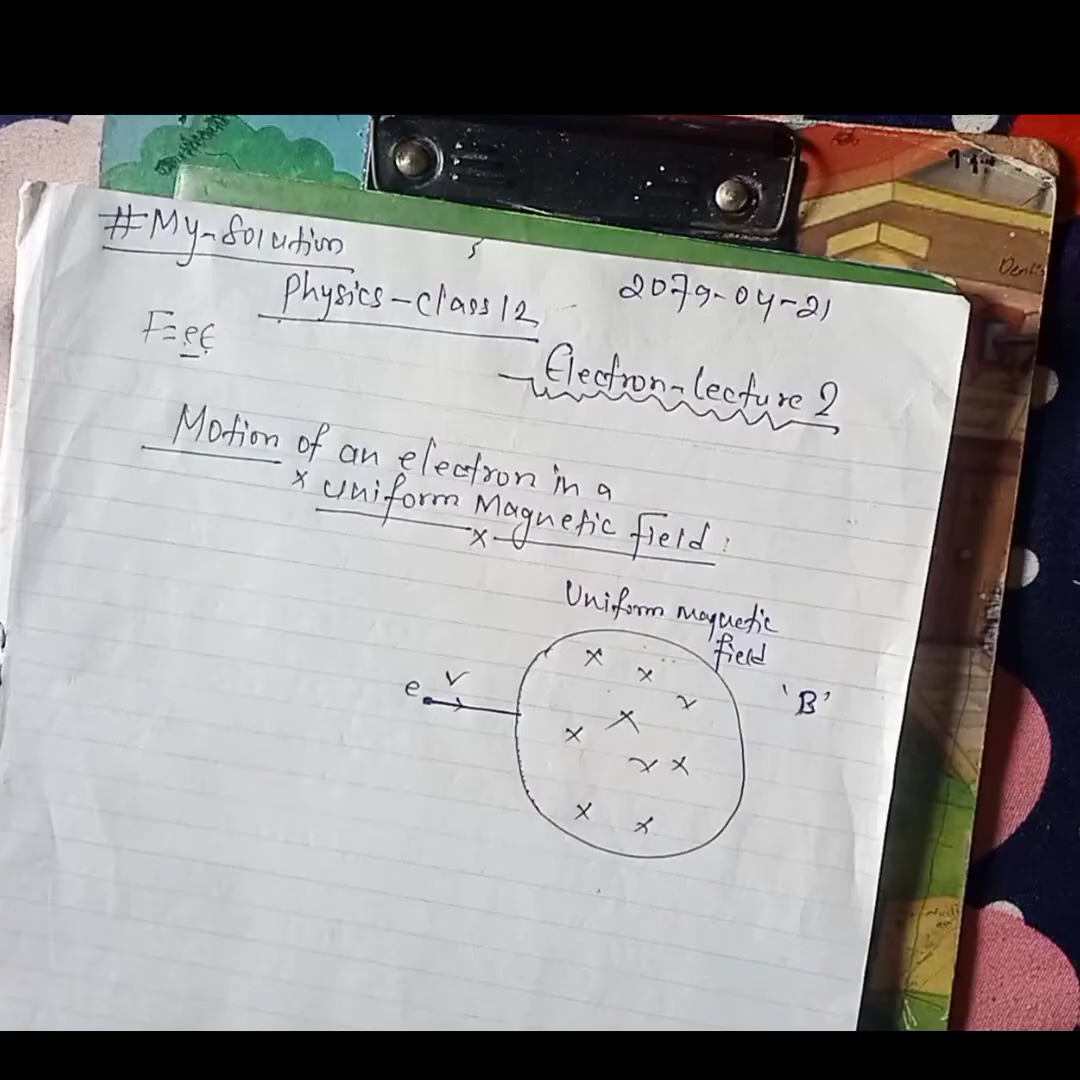 #My-Solution
Physics-class 12
2079-04-21
F=eE
Electron-lecture 2
Motion of an electron in a
x Uniform Magnetic field:
x
Uniform magnetic
field
'B'
e v
x x
x x x
x x
x x